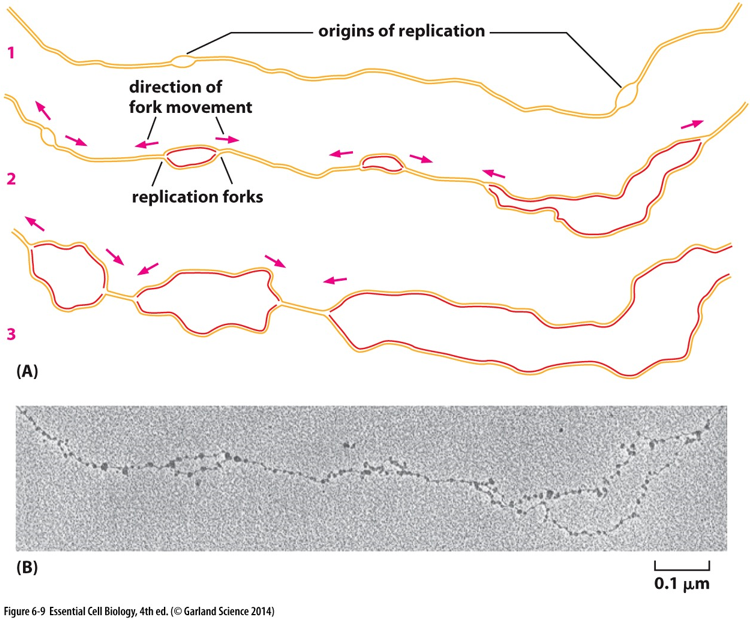 origins of replication
1
direction of
fork movement
2
replication forks
3
(A)
(B)
0.1 μm
Figure 6-9 Essential Cell Biology, 4th ed. (© Garland Science 2014)